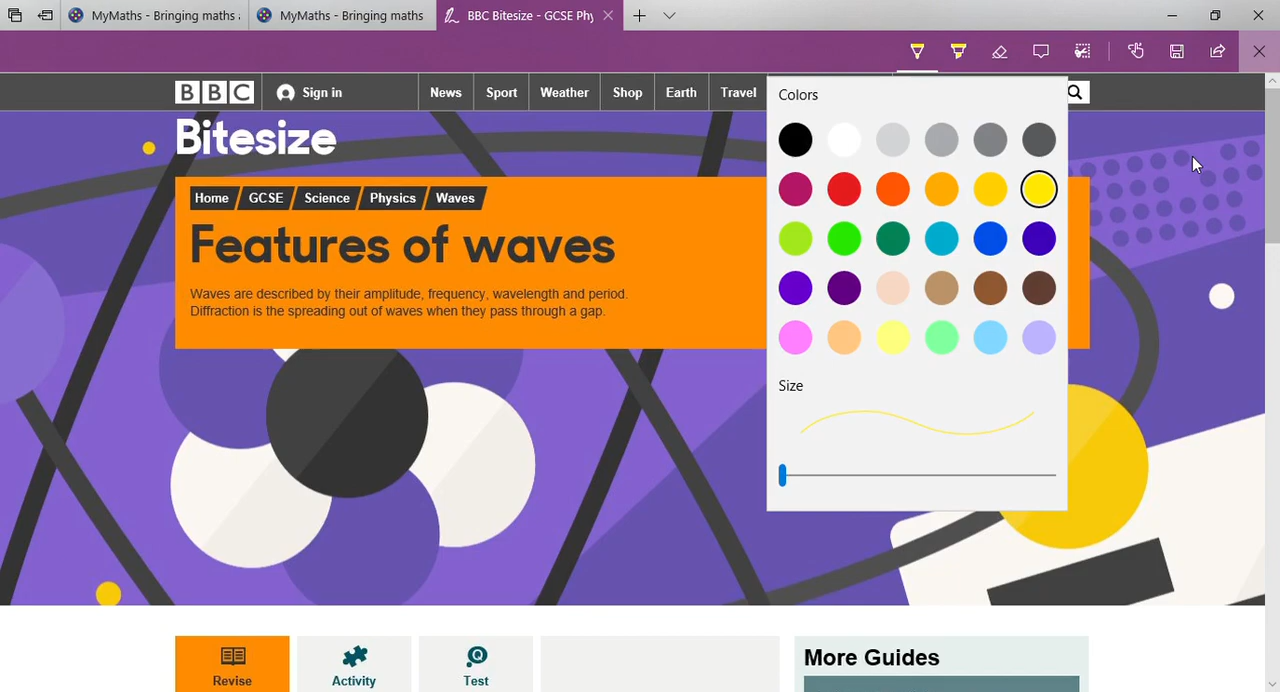 MyMaths - Bringing maths a
MyMaths - Bringing maths
BBC Bitesize - GCSE Phy
BBC
Sign in
News
Sport
Weather
Shop
Earth
Travel
Bitesize
Home
GCSE
Science
Physics
Waves
Features of waves
Waves are described by their amplitude, frequency, wavelength and period.
Diffraction is the spreading out of waves when they pass through a gap.
Colors
Size
Revise
Activity
Test
More Guides